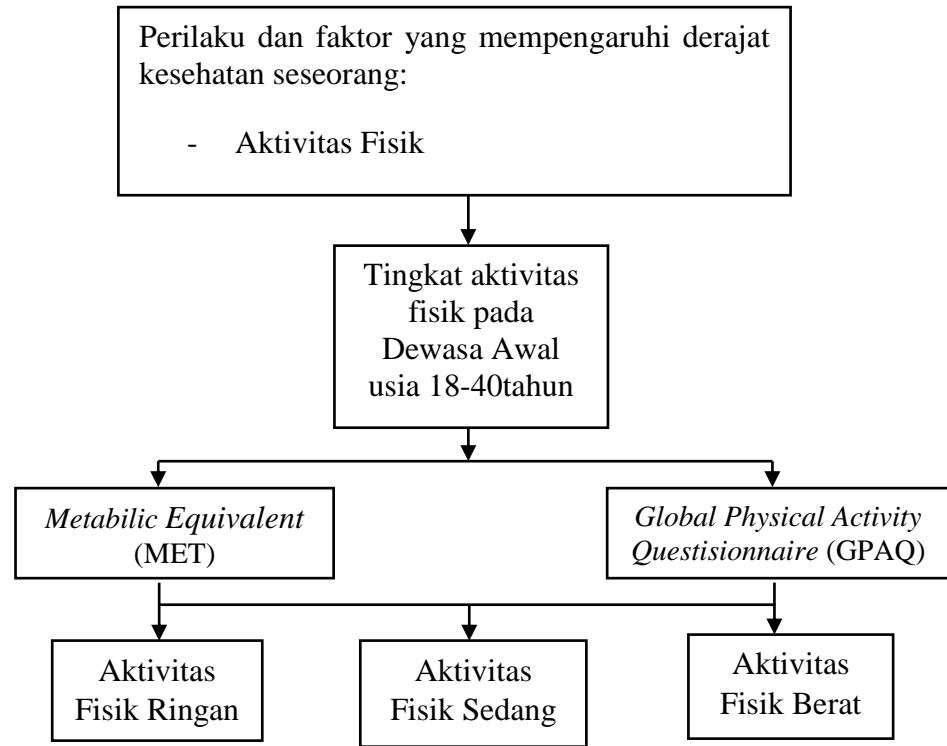 Perilaku dan faktor yang mempengaruhi derajat
kesehatan seseorang:
- Aktivitas Fisik
Tingkat aktivitas
fisik pada
Dewasa Awal
usia 18-40tahun
Metabilic Equivalent
(MET)
Global Physical Activity
Questisionnaire (GPAQ)
Aktivitas
Fisik Ringan
Aktivitas
Fisik Sedang
Aktivitas
Fisik Berat